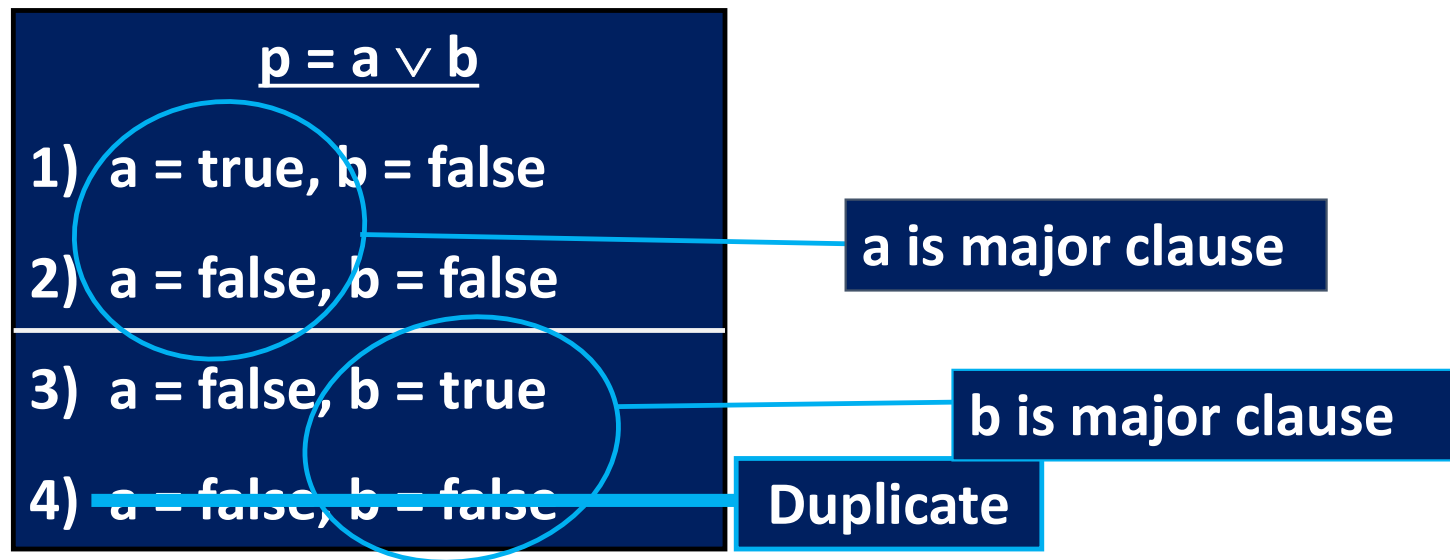 p = a ∨ b
1) a = true, b = false
2) a = false, b = false
a is major clause
3) a = false, b = true
b is major clause
4) a = false, b = false
Duplicate